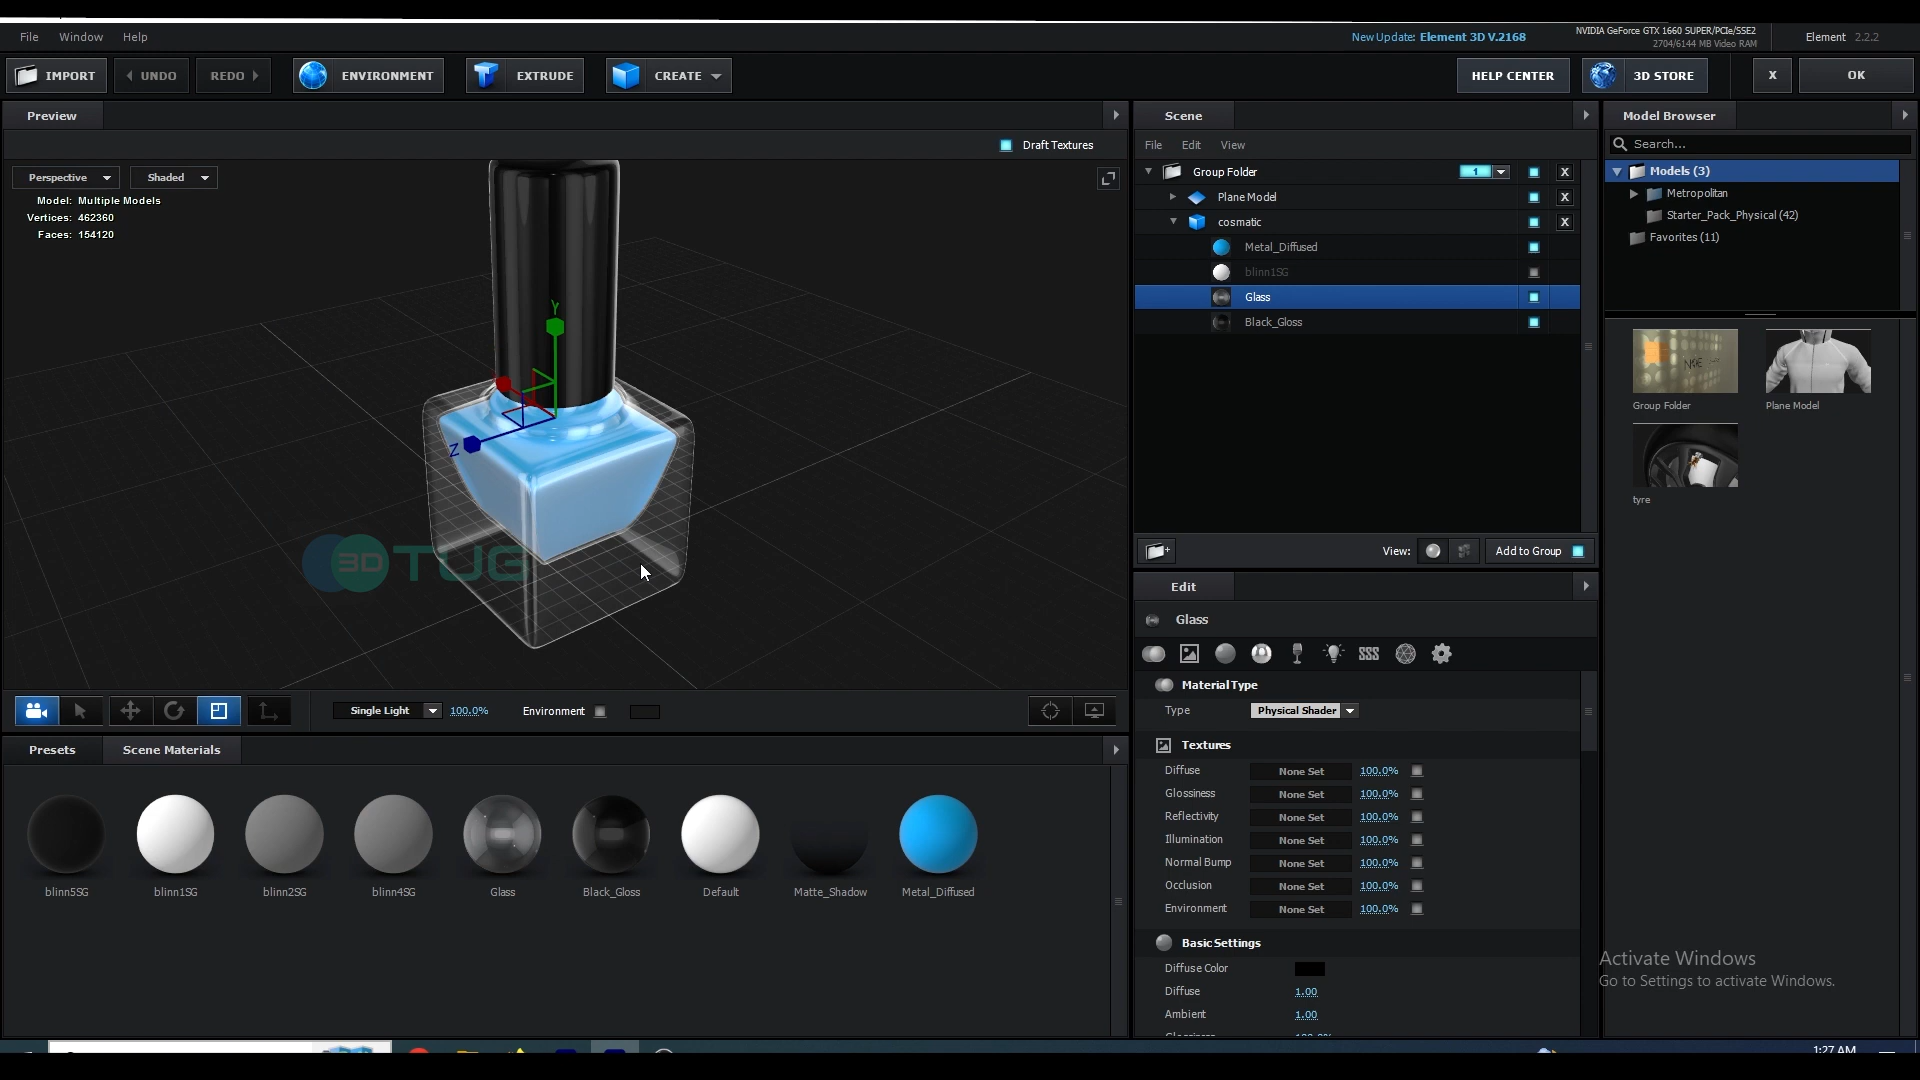 File Window Help
New Update: Element 3D V.2168
NVIDIA GeForce GTX 1660 SUPER/PCIe/SSE2
2704/6144 MB Video RAM
Element 2.2.2
IMPORT UNDO REDO ENVIRONMENT EXTRUDE CREATE HELP CENTER 3D STORE X OK
Preview
Draft Textures
Perspective Shaded
Model: Multiple Models
Vertices: 462360
Faces: 154120
Y
Z
3D TUG
Single Light 100.0% Environment
Presets Scene Materials
blinn5SG blinn1SG blinn2SG blinn4SG Glass Black_Gloss Default Matte_Shadow Metal_Diffused
Scene
File Edit View
Group Folder 1 X
Plane Model X
cosmatic X
Metal_Diffused
blinn1SG
Glass
Black_Gloss
View: Add to Group
Edit
Glass
Material Type
Type Physical Shader
Textures
Diffuse None Set 100.0%
Glossiness None Set 100.0%
Reflectivity None Set 100.0%
Illumination None Set 100.0%
Normal Bump None Set 100.0%
Occlusion None Set 100.0%
Environment None Set 100.0%
Basic Settings
Diffuse Color
Diffuse 1.00
Ambient 1.00
Model Browser
Search...
Models (3)
Metropolitan
Starter_Pack_Physical (42)
Favorites (11)
Group Folder Plane Model
tyre
Activate Windows
Go to Settings to activate Windows.
1:27 AM